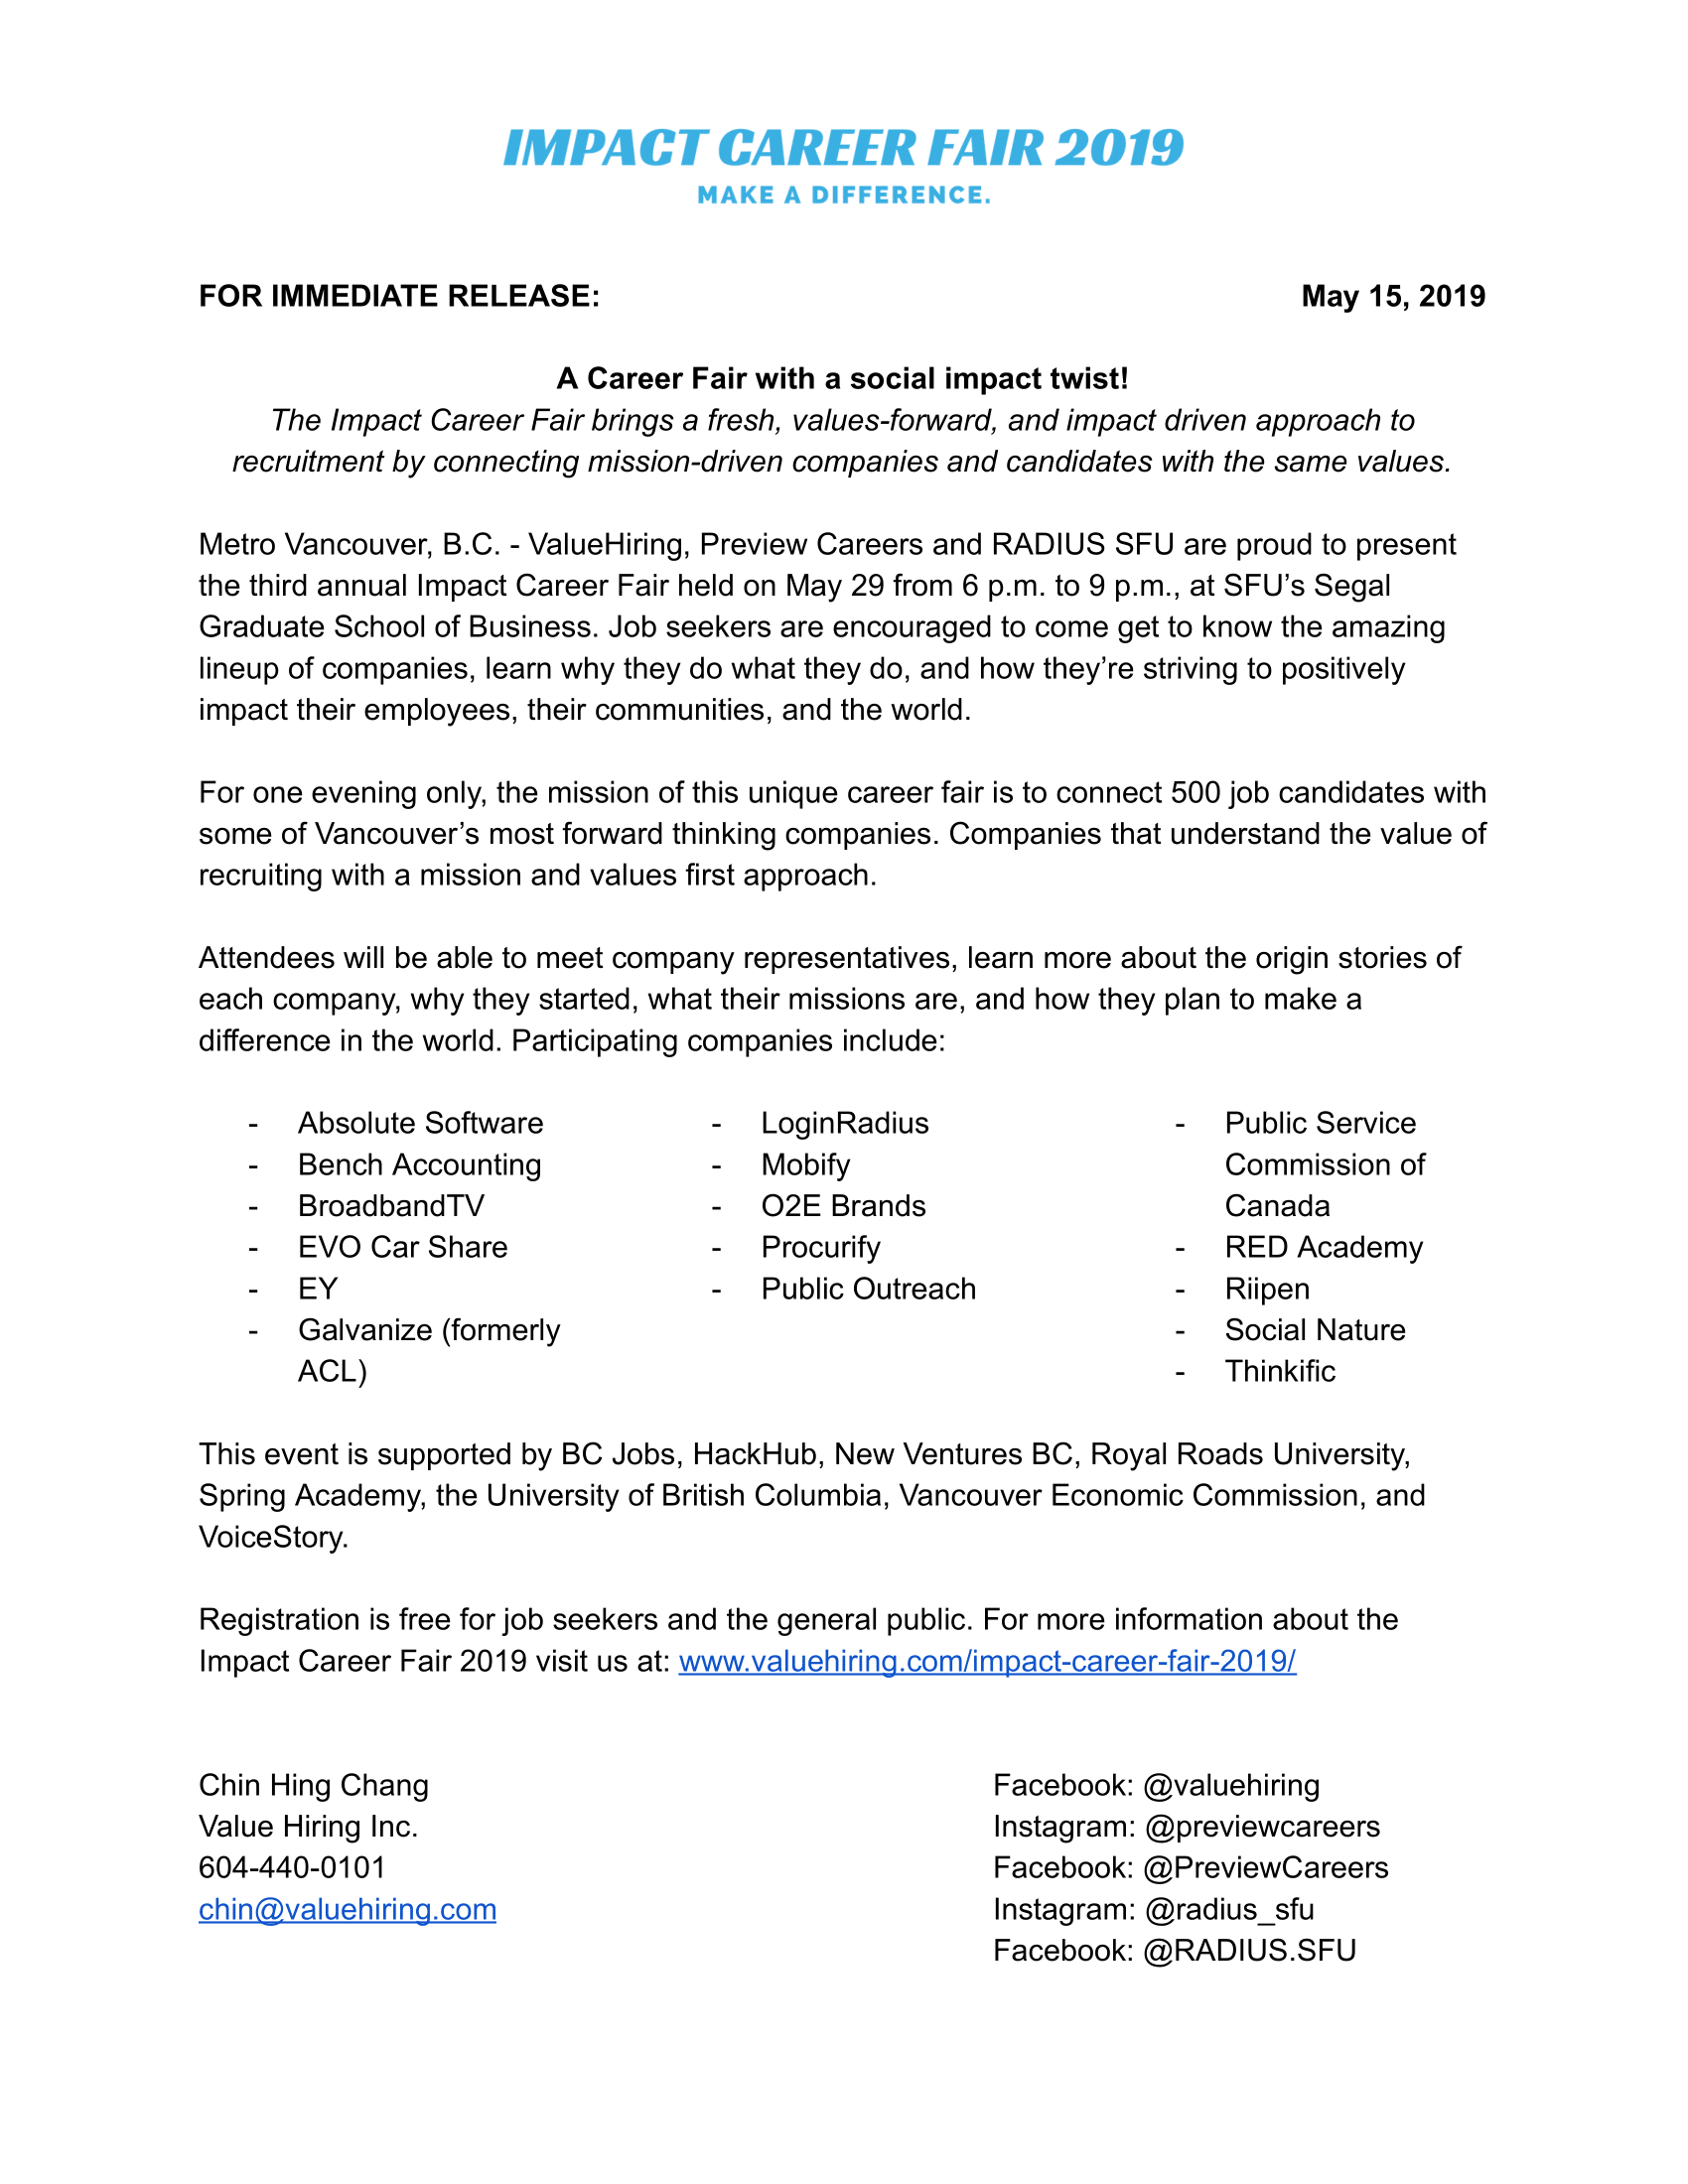 IMPACT CAREER FAIR 2019
MAKE A DIFFERENCE.
FOR IMMEDIATE RELEASE: May 15, 2019
A Career Fair with a social impact twist!
The Impact Career Fair brings a fresh, values-forward, and impact driven approach to
recruitment by connecting mission-driven companies and candidates with the same values.
Metro Vancouver, B.C. - ValueHiring, Preview Careers and RADIUS SFU are proud to present
the third annual Impact Career Fair held on May 29 from 6 p.m. to 9 p.m., at SFU’s Segal
Graduate School of Business. Job seekers are encouraged to come get to know the amazing
lineup of companies, learn why they do what they do, and how they’re striving to positively
impact their employees, their communities, and the world.
For one evening only, the mission of this unique career fair is to connect 500 job candidates with
some of Vancouver’s most forward thinking companies. Companies that understand the value of
recruiting with a mission and values first approach.
Attendees will be able to meet company representatives, learn more about the origin stories of
each company, why they started, what their missions are, and how they plan to make a
difference in the world. Participating companies include:
- Absolute Software
- Bench Accounting
- BroadbandTV
- EVO Car Share
- EY
- Galvanize (formerly
ACL)
- LoginRadius
- Mobify
- O2E Brands
- Procurify
- Public Outreach
- Public Service
Commission of
Canada
- RED Academy
- Riipen
- Social Nature
- Thinkific
This event is supported by BC Jobs, HackHub, New Ventures BC, Royal Roads University,
Spring Academy, the University of British Columbia, Vancouver Economic Commission, and
VoiceStory.
Registration is free for job seekers and the general public. For more information about the
Impact Career Fair 2019 visit us at: www.valuehiring.com/impact-career-fair-2019/
Chin Hing Chang
Value Hiring Inc.
604-440-0101
chin@valuehiring.com
Facebook: @valuehiring
Instagram: @previewcareers
Facebook: @PreviewCareers
Instagram: @radius_sfu
Facebook: @RADIUS.SFU